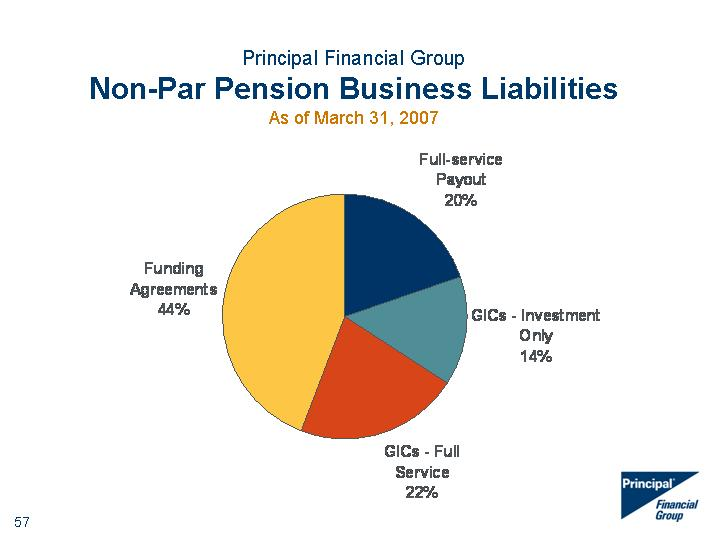 Principal Financial Group
Non-Par Pension Business Liabilities
As of March 31, 2007
Full-service
Payout
20%
Funding
Agreements
44%
GICs - Investment
Only
14%
GICs - Full
Service
22%
Principal
Financial
Group
57